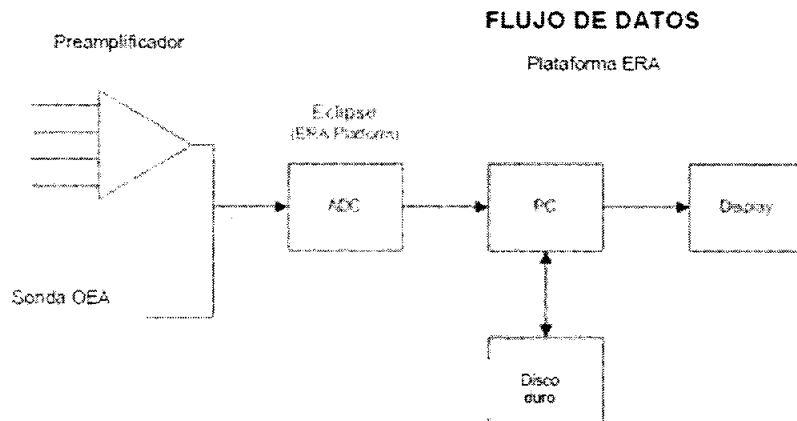 FLUJO DE DATOS
Preamplificador
Plataforma ERA
Eclipse
(ERA Platform)
ADC
PC
Display
Sonda OEA
Disco
duro